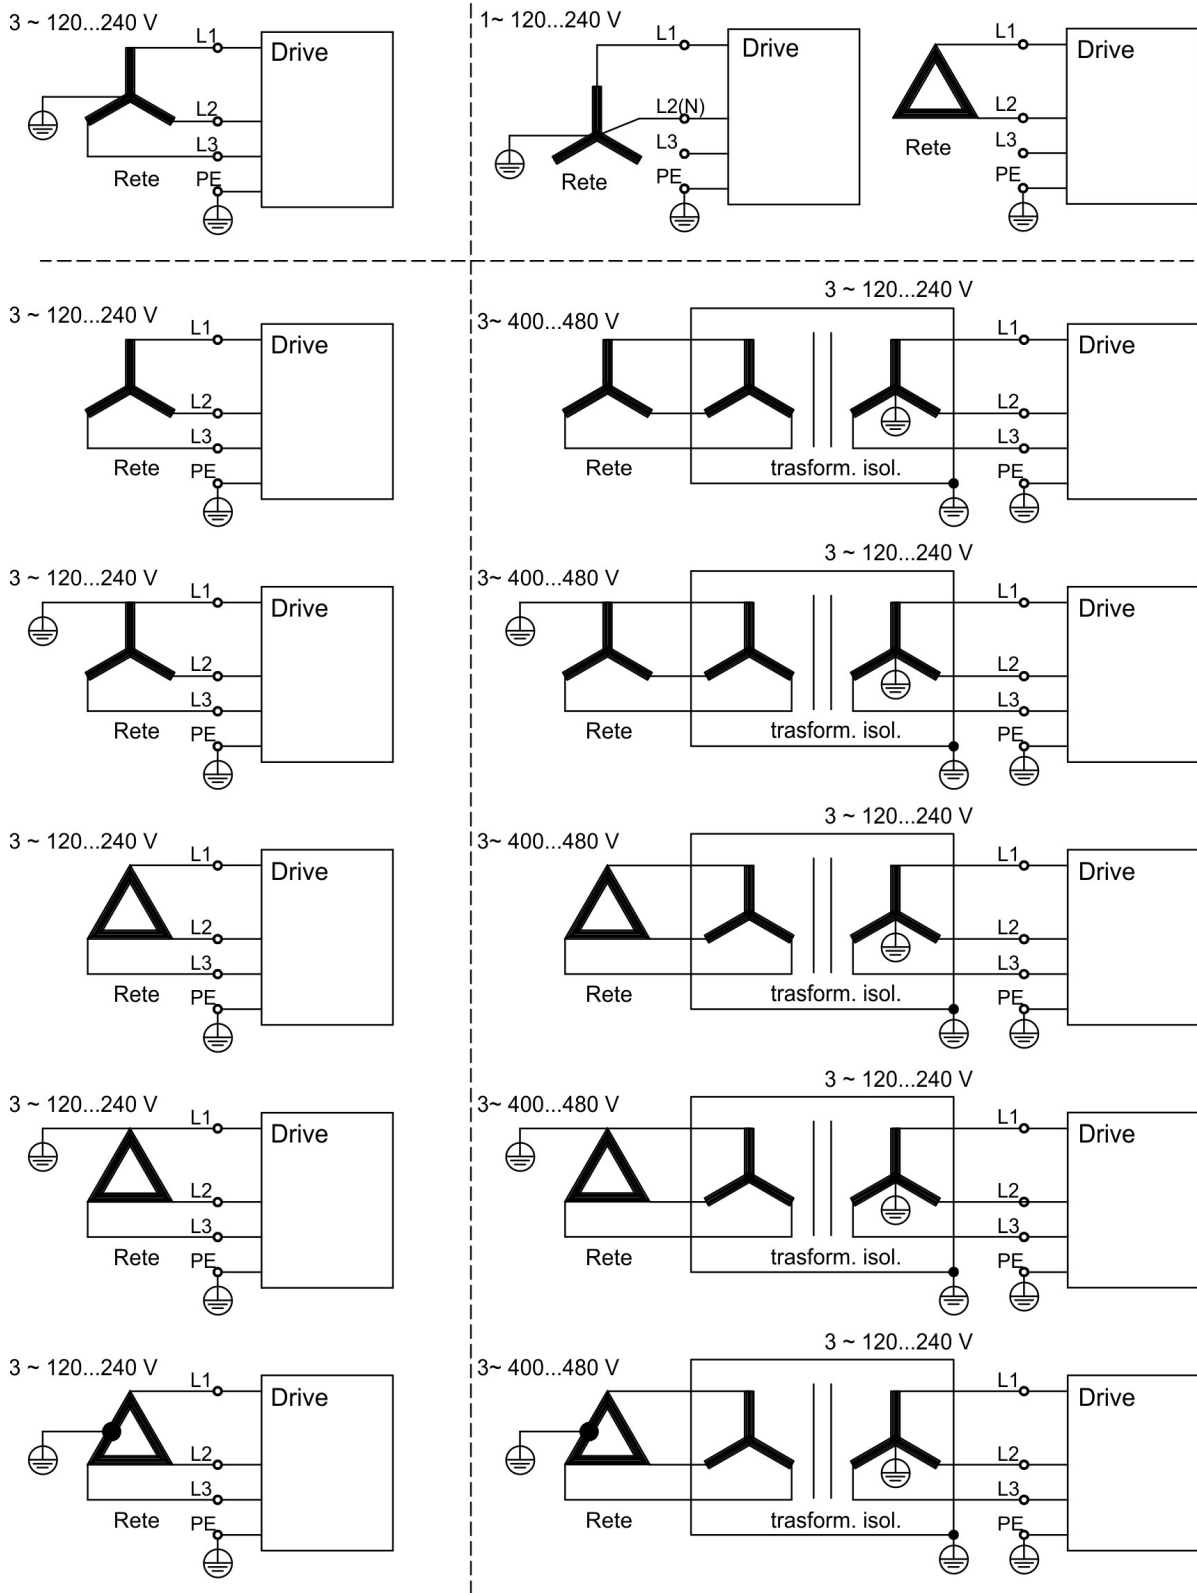 3 ~ 120...240 V
L1
Drive
L2
L3
Rete
PE
1~ 120...240 V
L1
Drive
L2(N)
L3
Rete
PE
L1
Drive
L2
Rete
L3
PE
3 ~ 120...240 V
L1
Drive
L2
L3
Rete
PE
3 ~ 120...240 V
3~ 400...480 V
L1
Drive
L2
L3
Rete
trasform. isol.
PE
3 ~ 120...240 V
L1
Drive
L2
L3
Rete
PE
3 ~ 120...240 V
3~ 400...480 V
L1
Drive
L2
L3
Rete
trasform. isol.
PE
3 ~ 120...240 V
L1
Drive
L2
L3
Rete
PE
3 ~ 120...240 V
3~ 400...480 V
L1
Drive
L2
L3
Rete
trasform. isol.
PE
3 ~ 120...240 V
L1
Drive
L2
L3
Rete
PE
3 ~ 120...240 V
3~ 400...480 V
L1
Drive
L2
L3
Rete
trasform. isol.
PE
3 ~ 120...240 V
L1
Drive
L2
L3
Rete
PE
3 ~ 120...240 V
3~ 400...480 V
L1
Drive
L2
L3
Rete
trasform. isol.
PE